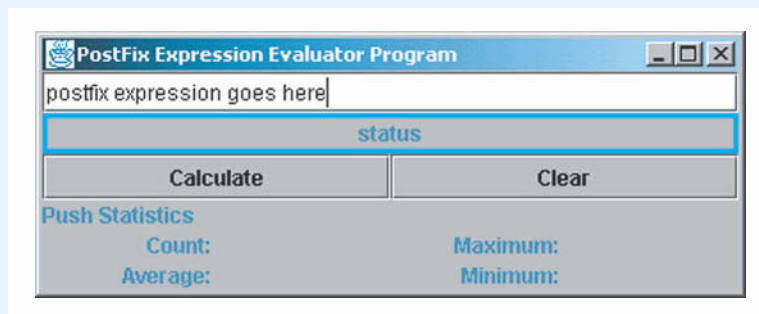 PostFix Expression Evaluator Program
postfix expression goes here
status
Calculate Clear
Push Statistics
Count: Maximum:
Average: Minimum: